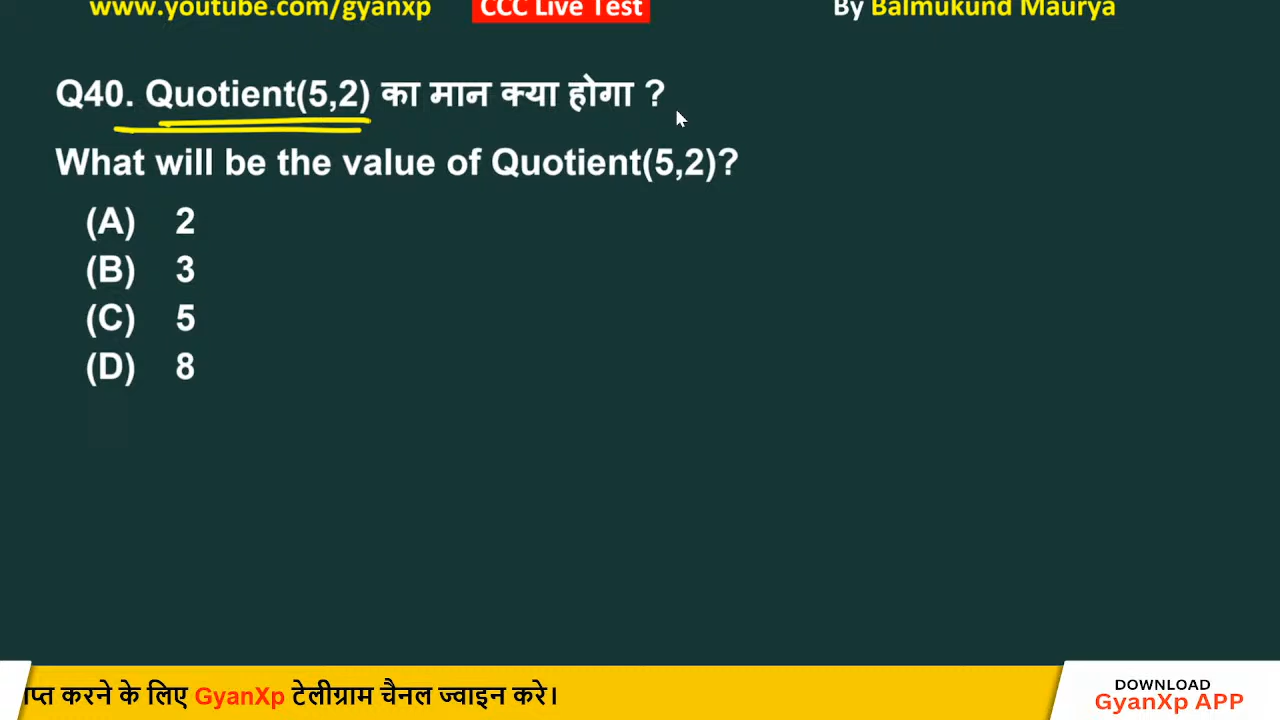 www.youtube.com/gyanxp CCC Live Test By Balmukund Maurya
Q40. Quotient(5,2) का मान क्या होगा ?
What will be the value of Quotient(5,2)?
(A) 2
(B) 3
(C) 5
(D) 8
करने के लिए GyanXp टेलीग्राम चैनल ज्वाइन करे।
DOWNLOAD
GyanXp APP